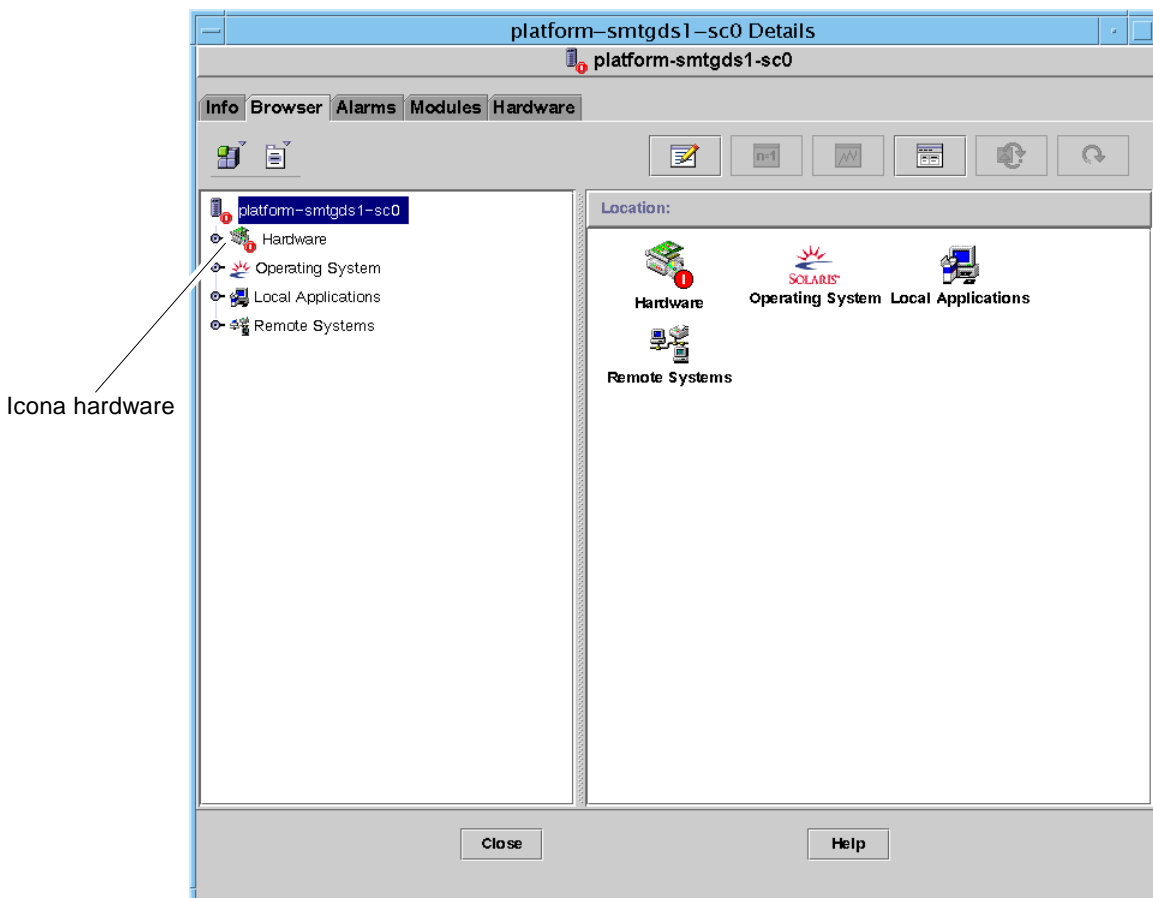 platform–smtgds1–sc0 Details
platform-smtgds1-sc0
Info Browser Alarms Modules Hardware
n=1
platform–smtgds1–sc0
Hardware
Operating System
Local Applications
Remote Systems
Icona hardware
Location:
Hardware
SOLARIS
Operating System
Local Applications
Remote Systems
Close
Help